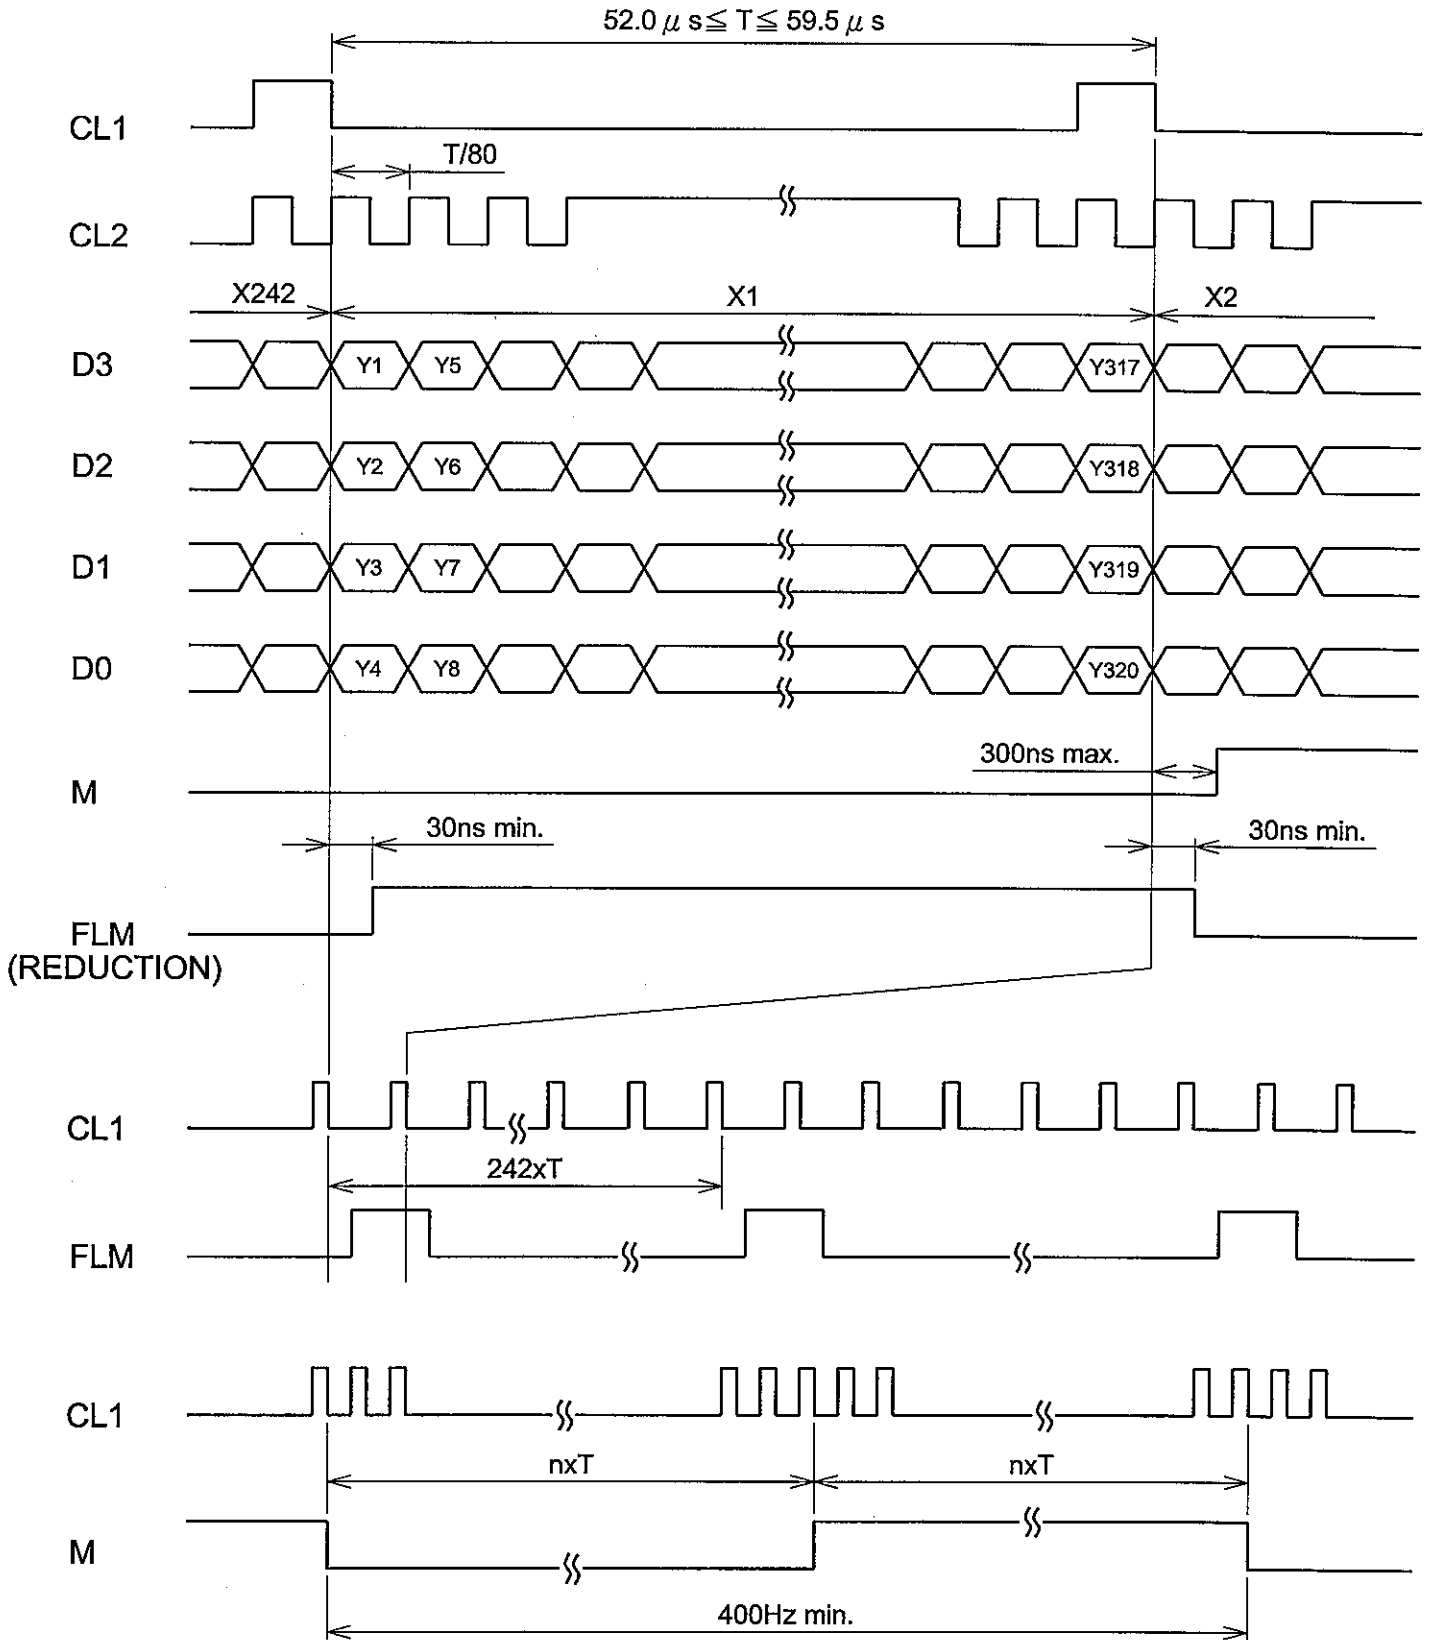 52.0 μ s≦ T≦ 59.5 μ s
CL1
T/80
CL2
X242 X1 X2
D3 Y1 Y5 Y317
D2 Y2 Y6 Y318
D1 Y3 Y7 Y319
D0 Y4 Y8 Y320
300ns max.
M
30ns min. 30ns min.
FLM
(REDUCTION)
CL1
242xT
FLM
CL1
nxT nxT
M
400Hz min.